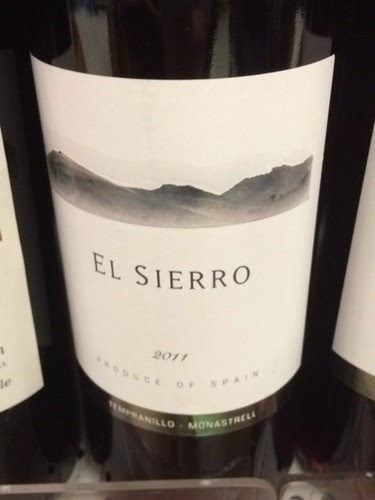 EL SIERRO
2011
PRODUCE OF SPAIN
TEMPRANILLO - MONASTRELL